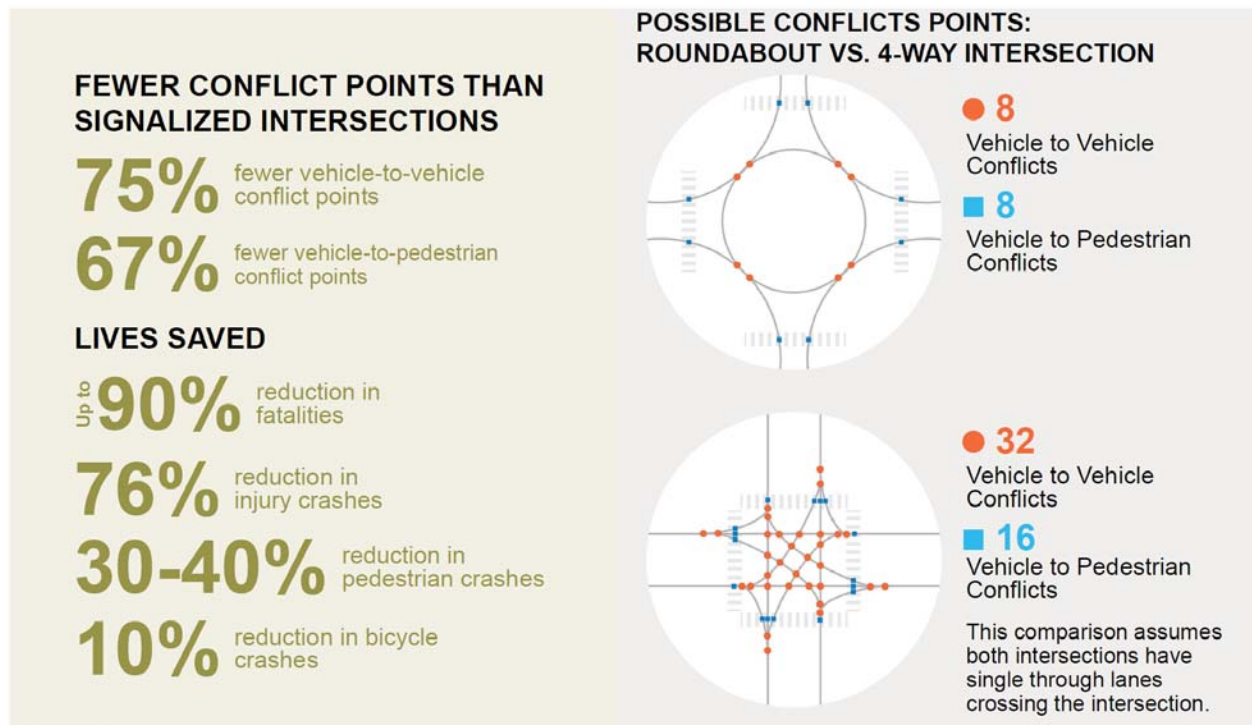 FEWER CONFLICT POINTS THAN
SIGNALIZED INTERSECTIONS
75%
fewer vehicle-to-vehicle
conflict points
67%
fewer vehicle-to-pedestrian
conflict points
LIVES SAVED
Up to
90%
reduction in
fatalities
76%
reduction in
injury crashes
30-40%
reduction in
pedestrian crashes
10%
reduction in bicycle
crashes
POSSIBLE CONFLICTS POINTS:
ROUNDABOUT VS. 4-WAY INTERSECTION
8
Vehicle to Vehicle
Conflicts
8
Vehicle to Pedestrian
Conflicts
32
Vehicle to Vehicle
Conflicts
16
Vehicle to Pedestrian
Conflicts
This comparison assumes
both intersections have
single through lanes
crossing the intersection.